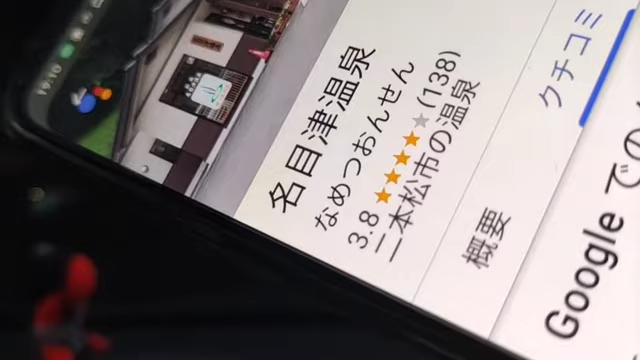 19:10
名目津温泉
なめつおんせん
3.8 ★★★★★ (138)
二本松市の温泉
概要
クチコミ
Google での